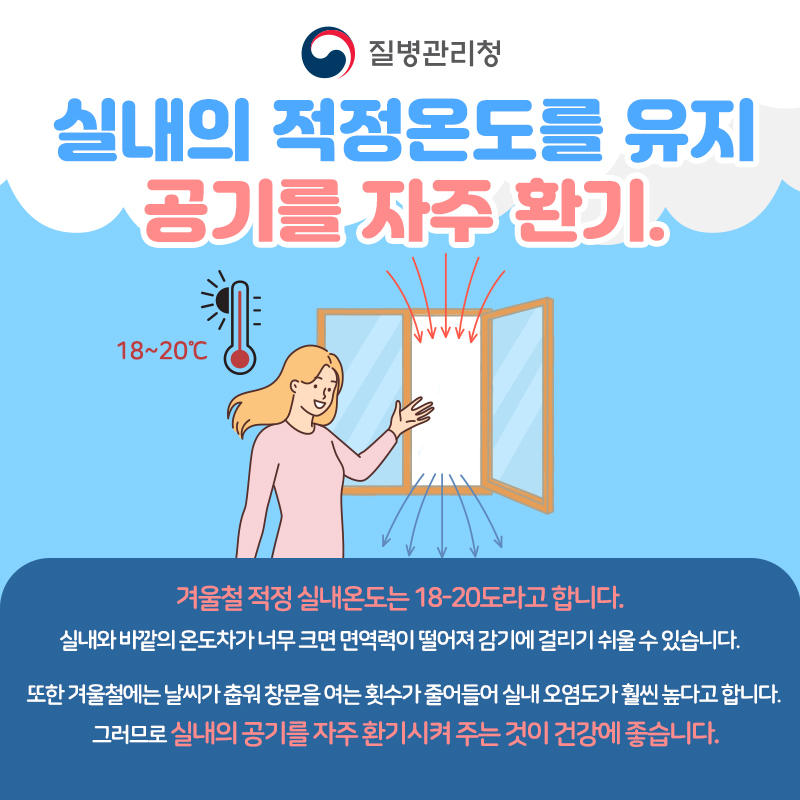 질병관리청
실내의 적정온도를 유지
공기를 자주 환기.
18~20℃
겨울철 적정 실내온도는 18-20도라고 합니다.
실내와 바깥의 온도차가 너무 크면 면역력이 떨어져 감기에 걸리기 쉬울 수 있습니다.
또한 겨울철에는 날씨가 춥워 창문을 여는 횟수가 줄어들어 실내 오염도가 훨씬 높다고 합니다.
그러므로 실내의 공기를 자주 환기시켜 주는 것이 건강에 좋습니다.